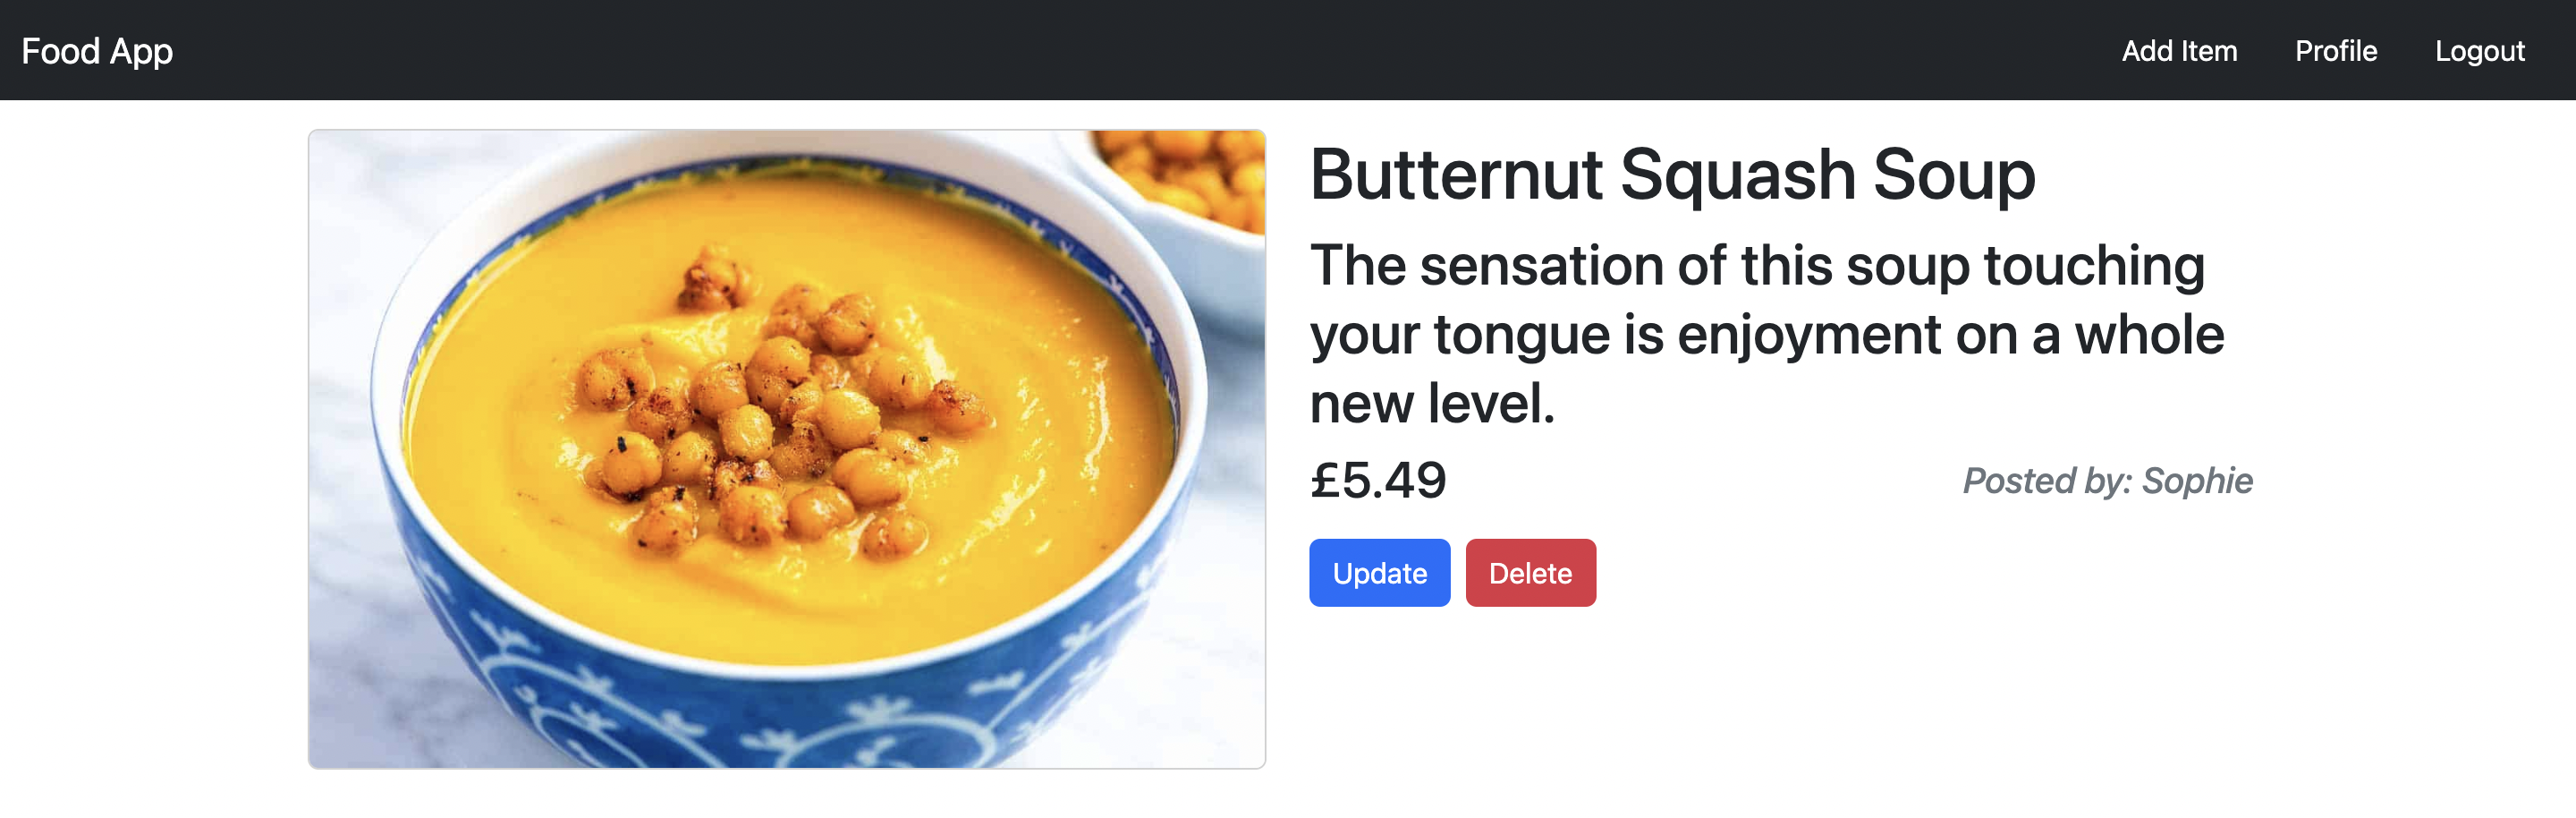 Food App
Add Item
Profile
Logout
Butternut Squash Soup
The sensation of this soup touching
your tongue is enjoyment on a whole
new level.
£5.49
Posted by: Sophie
Update
Delete